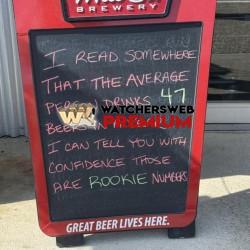 BREWERY
I READ SOMEWHERE
THAT THE AVERAGE
DRINKS 47
WATCHERSWEB
PREMIUM
I CAN TELL YOU WITH
CONFIDENCE THOSE
ARE ROOKIE NUMBERS.
GREAT BEER LIVES HERE.